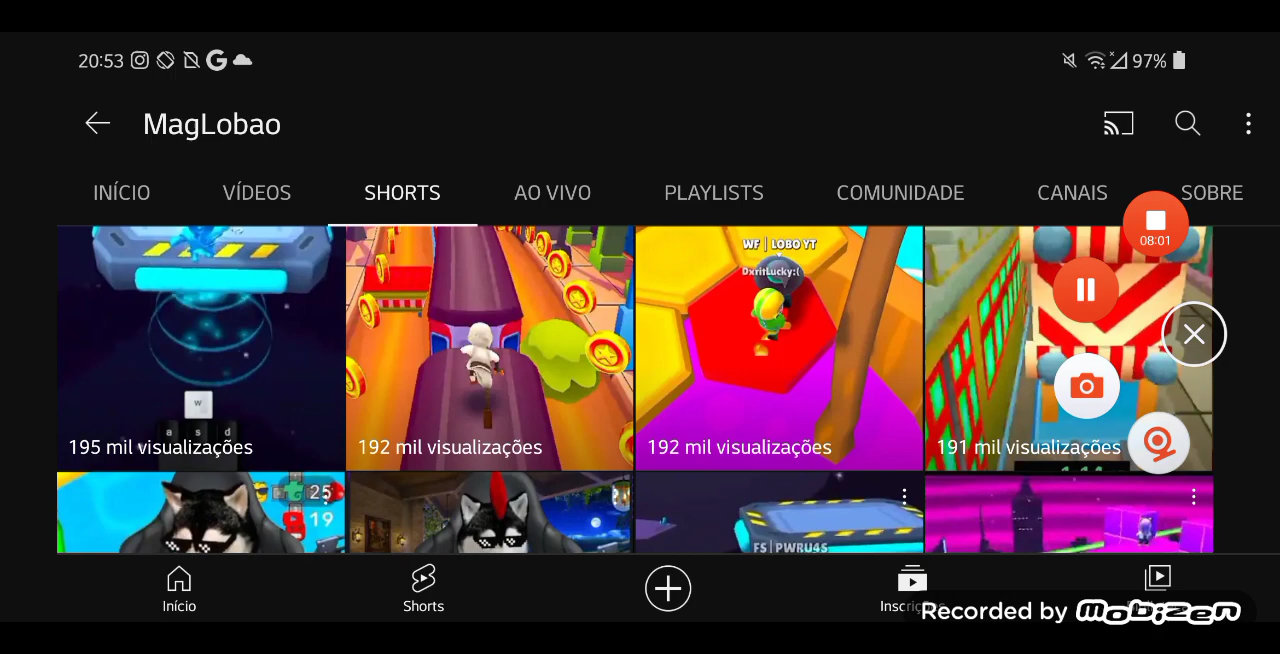 20:53
97%
MagLobao
INÍCIO VÍDEOS SHORTS AO VIVO PLAYLISTS COMUNIDADE CANAIS SOBRE
08:01
WF | LOBO YT
DxritLucky:(
w
a s d
195 mil visualizações
192 mil visualizações
192 mil visualizações
191 mil visualizações
25
19
FS | PWRU4S
Início
Shorts
Recorded by mobizen